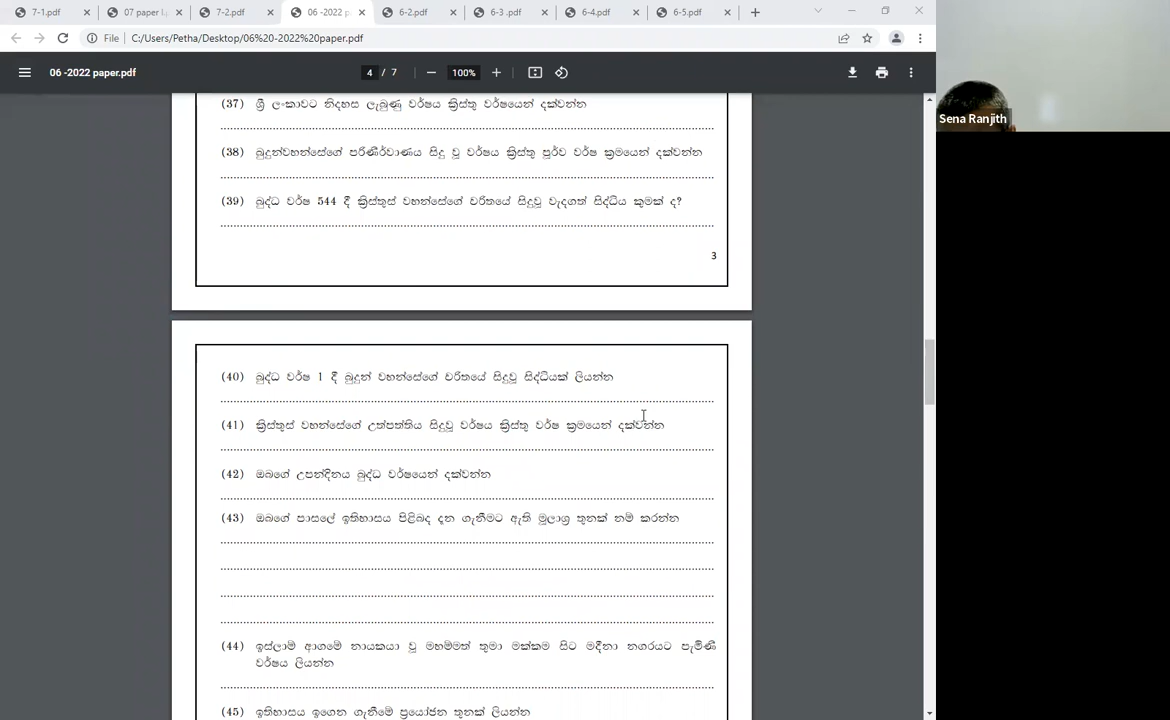 7-1.pdf
07 paper l.p
7-2.pdf
06 -2022 p
6-2.pdf
6-3 .pdf
6-4.pdf
6-5.pdf
File
C:/Users/Petha/Desktop/06%20-2022%20paper.pdf
06 -2022 paper.pdf
4 / 7
100%
Sena Ranjith
(37) ශ්‍රී ලංකාවට නිදහස ලැබුණු වර්ෂය ක්‍රිස්තු වර්ෂයෙන් දක්වන්න
(38) බුදුන්වහන්සේගේ පරිණිර්වාණය සිදු වූ වර්ෂය ක්‍රිස්තු පූර්ව වර්ෂ ක්‍රමයෙන් දක්වන්න
(39) බුද්ධ වර්ෂ 544 දී ක්‍රිස්තුස් වහන්සේගේ චරිතයේ සිදුවූ වැදගත් සිද්ධිය කුමක් ද?
3
(40) බුද්ධ වර්ෂ 1 දී බුදුන් වහන්සේගේ චරිතයේ සිදුවූ සිද්ධියක් ලියන්න
(41) ක්‍රිස්තුස් වහන්සේගේ උත්පත්තිය සිදුවූ වර්ෂය ක්‍රිස්තු වර්ෂ ක්‍රමයෙන් දක්වන්න
(42) ඔබගේ උපන්දිනය බුද්ධ වර්ෂයෙන් දක්වන්න
(43) ඔබගේ පාසලේ ඉතිහාසය පිළිබද දැන ගැනීමට ඇති මූලාශ්‍ර තුනක් නම් කරන්න
(44) ඉස්ලාම් ආගමේ නායකයා වූ මහම්මත් තුමා මක්කම සිට මදීනා නගරයට පැමිණි
වර්ෂය ලියන්න
(45) ඉතිහාසය ඉගෙන ගැනීමේ ප්‍රයෝජන තුනක් ලියන්න